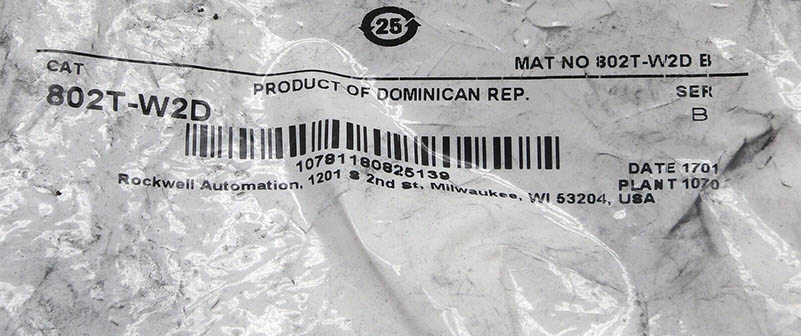 25
MAT NO 802T-W2D B
CAT
802T-W2D
PRODUCT OF DOMINICAN REP.
SER
B
10781180825139
DATE 1701
PLANT 1070
Rockwell Automation, 1201 S 2nd St, Milwaukee, WI 53204, USA